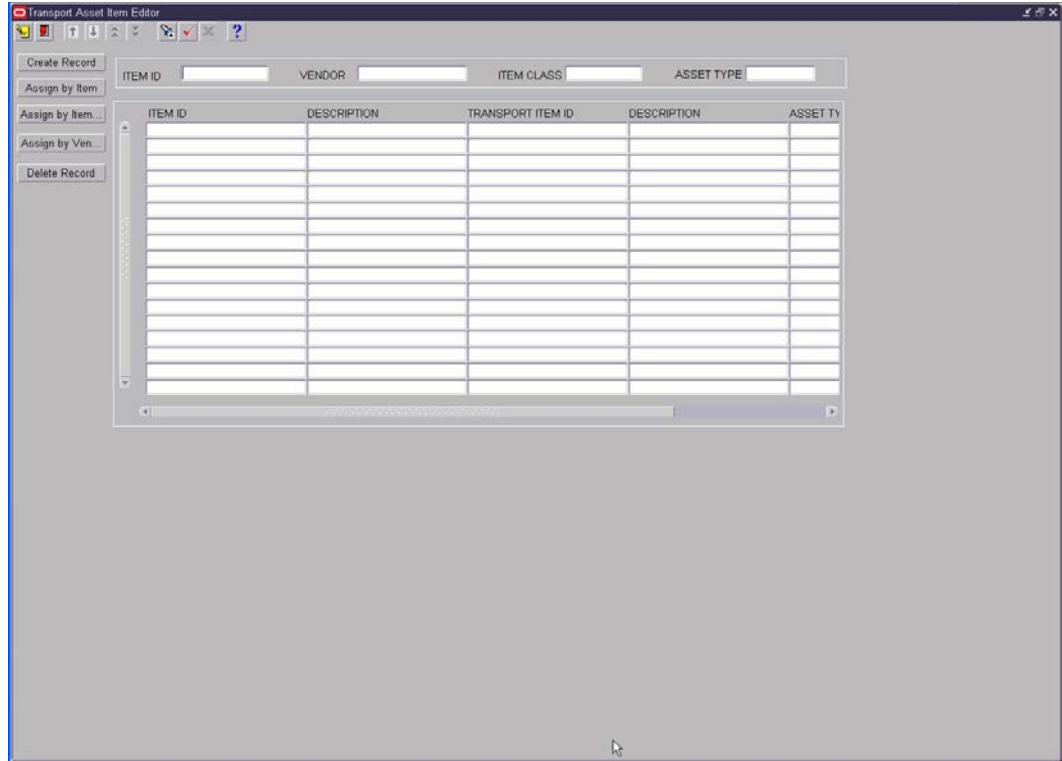 Transport Asset Item Editor
?
Create Record
Assign by Item
Assign by Item...
Assign by Ven...
Delete Record
ITEM ID VENDOR ITEM CLASS ASSET TYPE
ITEM ID DESCRIPTION TRANSPORT ITEM ID DESCRIPTION ASSET TY